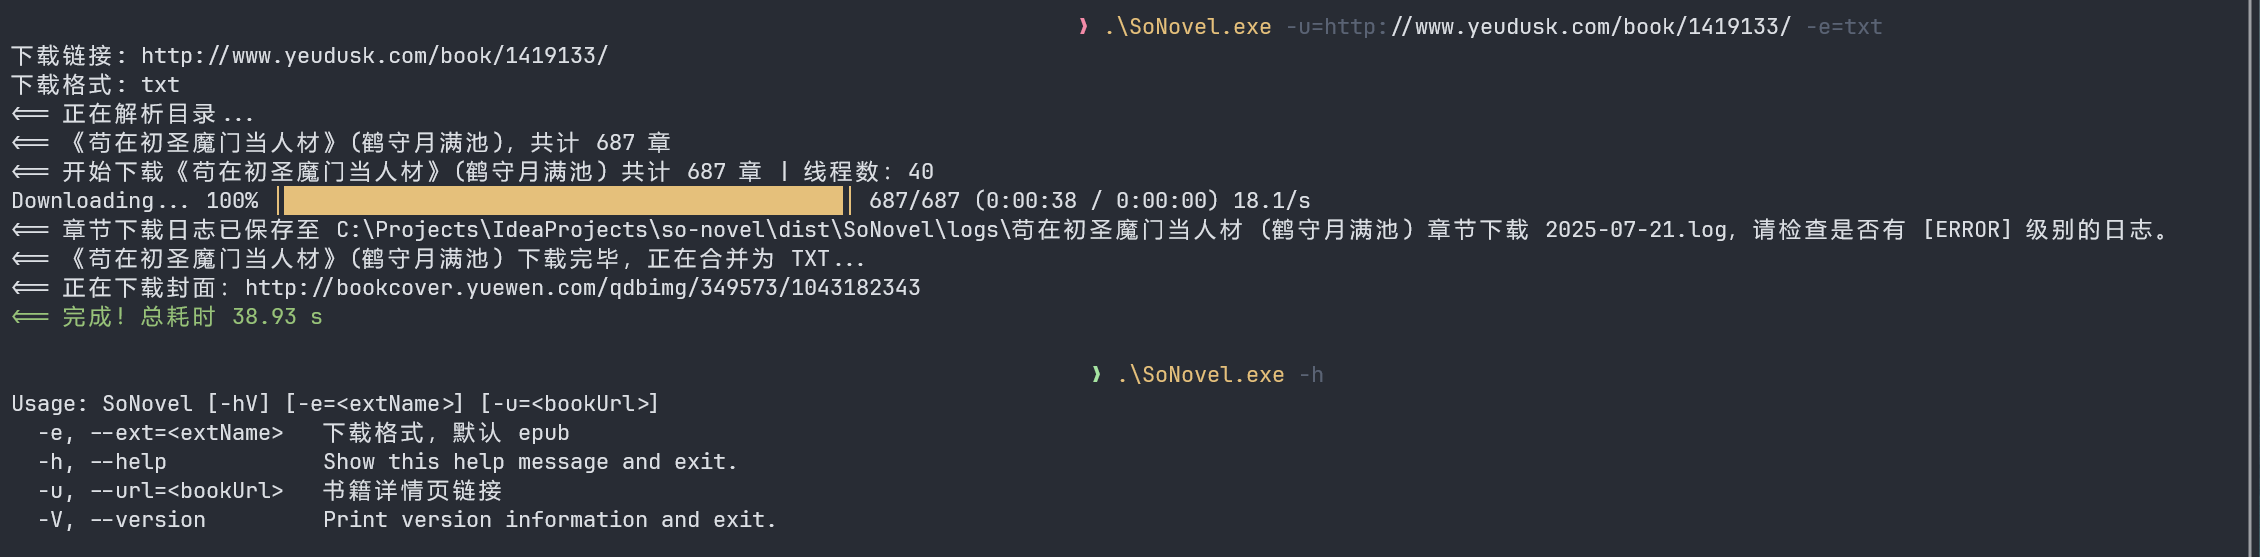 ❱ .\SoNovel.exe -u=http://www.yeudusk.com/book/1419133/ -e=txt
下载链接: http://www.yeudusk.com/book/1419133/
下载格式: txt
<== 正在解析目录...
<== 《苟在初圣魔门当人材》(鹤守月满池), 共计 687 章
<== 开始下载《苟在初圣魔门当人材》(鹤守月满池) 共计 687 章 | 线程数: 40
Downloading... 100% │█████████████████████│ 687/687 (0:00:38 / 0:00:00) 18.1/s
<== 章节下载日志已保存至 C:\Projects\IdeaProjects\so-novel\dist\SoNovel\logs\苟在初圣魔门当人材 (鹤守月满池) 章节下载 2025-07-21.log, 请检查是否有 [ERROR] 级别的日志。
<== 《苟在初圣魔门当人材》(鹤守月满池) 下载完毕, 正在合并为 TXT...
<== 正在下载封面: http://bookcover.yuewen.com/qdbimg/349573/1043182343
<== 完成! 总耗时 38.93 s
❱ .\SoNovel.exe -h
Usage: SoNovel [-hV] [-e=<extName>] [-u=<bookUrl>]
-e, --ext=<extName> 下载格式, 默认 epub
-h, --help Show this help message and exit.
-u, --url=<bookUrl> 书籍详情页链接
-V, --version Print version information and exit.